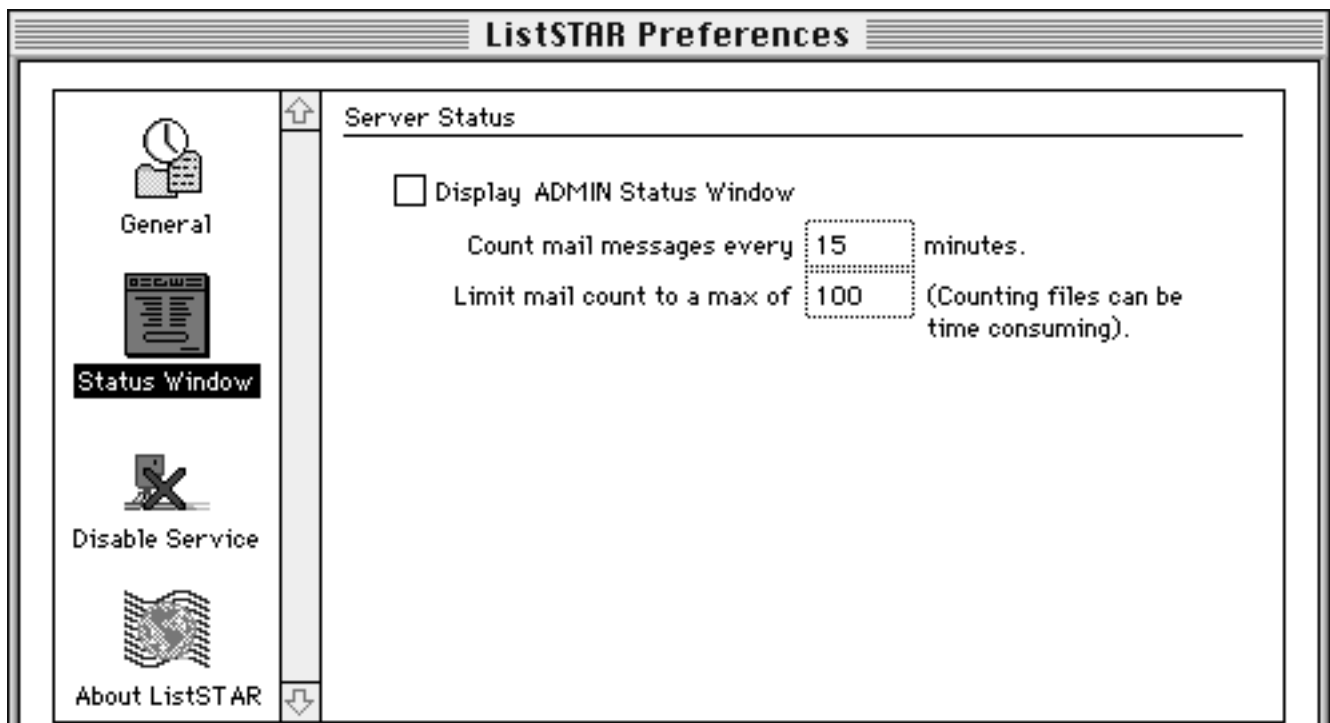 ListSTAR Preferences
General
Status Window
Disable Service
About ListSTAR
Server Status
Display ADMIN Status Window
Count mail messages every 15 minutes.
Limit mail count to a max of 100 (Counting files can be
time consuming).